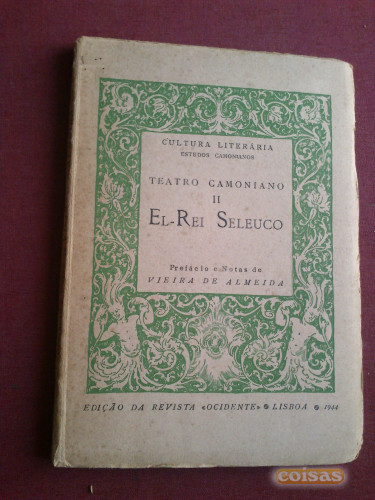 CULTURA LITERÁRIA
ESTUDOS CAMONIANOS
TEATRO CAMONIANO
II
EL-REI SELEUCO
Prefácio e Notas de
VIEIRA DE ALMEIDA
EDIÇÃO DA REVISTA «OCIDENTE» LISBOA 1944
coisas